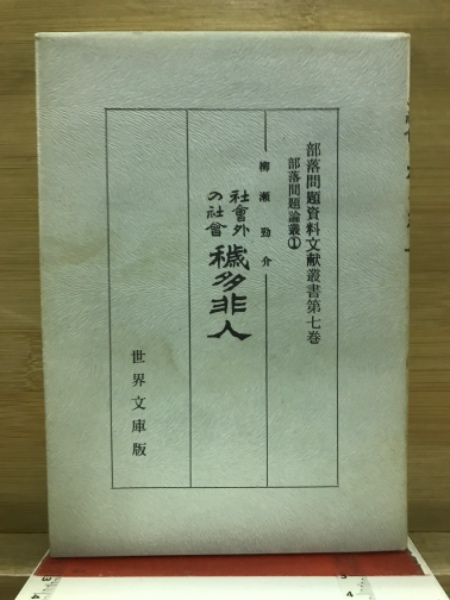 部落問題資料文献叢書第七巻
部落問題論叢①
柳瀬勁介
社會外
の社會
穢多非人
世界文庫版